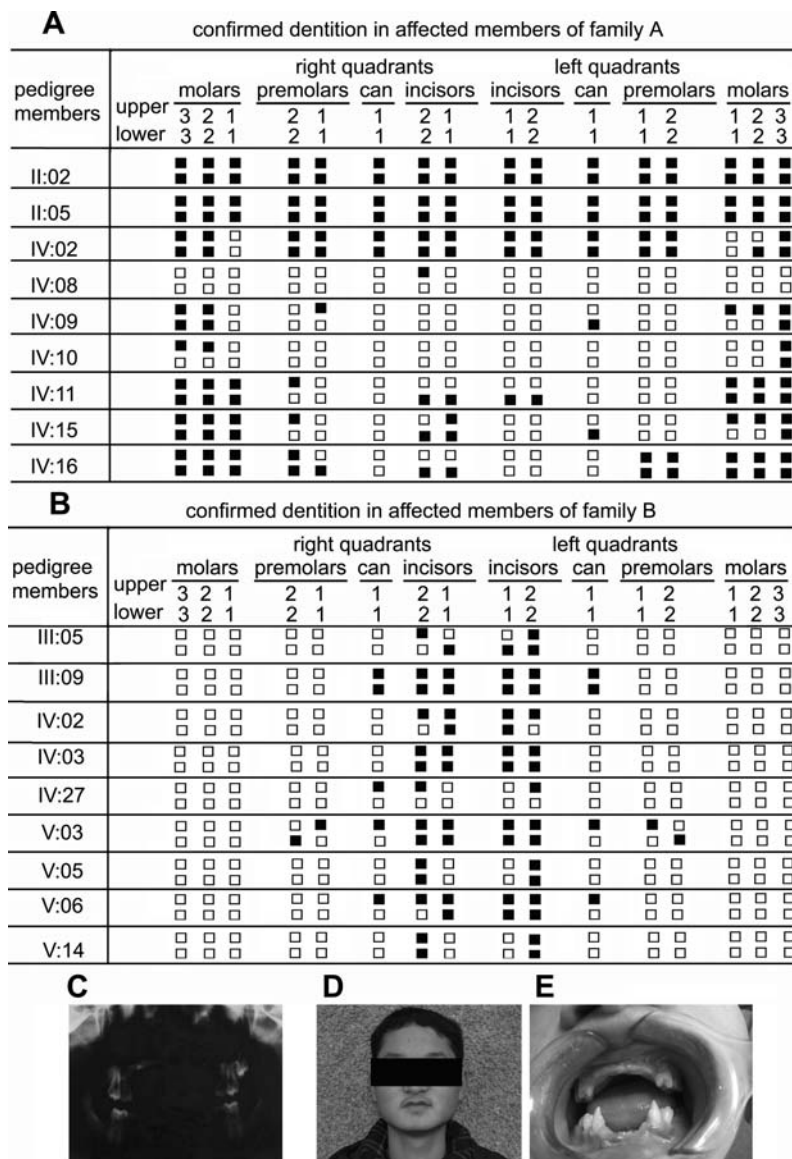 A
confirmed dentition in affected members of family A
right quadrants left quadrants
pedigree members
molars premolars can incisors incisors can premolars molars
upper 3 2 1 2 1 1 2 1 1 2 1 1 2 1 2 3
lower 3 2 1 2 1 1 2 1 1 2 1 1 2 1 2 3
II:02
II:05
IV:02
IV:08
IV:09
IV:10
IV:11
IV:15
IV:16
B
confirmed dentition in affected members of family B
right quadrants left quadrants
pedigree members
molars premolars can incisors incisors can premolars molars
upper 3 2 1 2 1 1 2 1 1 2 1 1 2 1 2 3
lower 3 2 1 2 1 1 2 1 1 2 1 1 2 1 2 3
III:05
III:09
IV:02
IV:03
IV:27
V:03
V:05
V:06
V:14
C D E